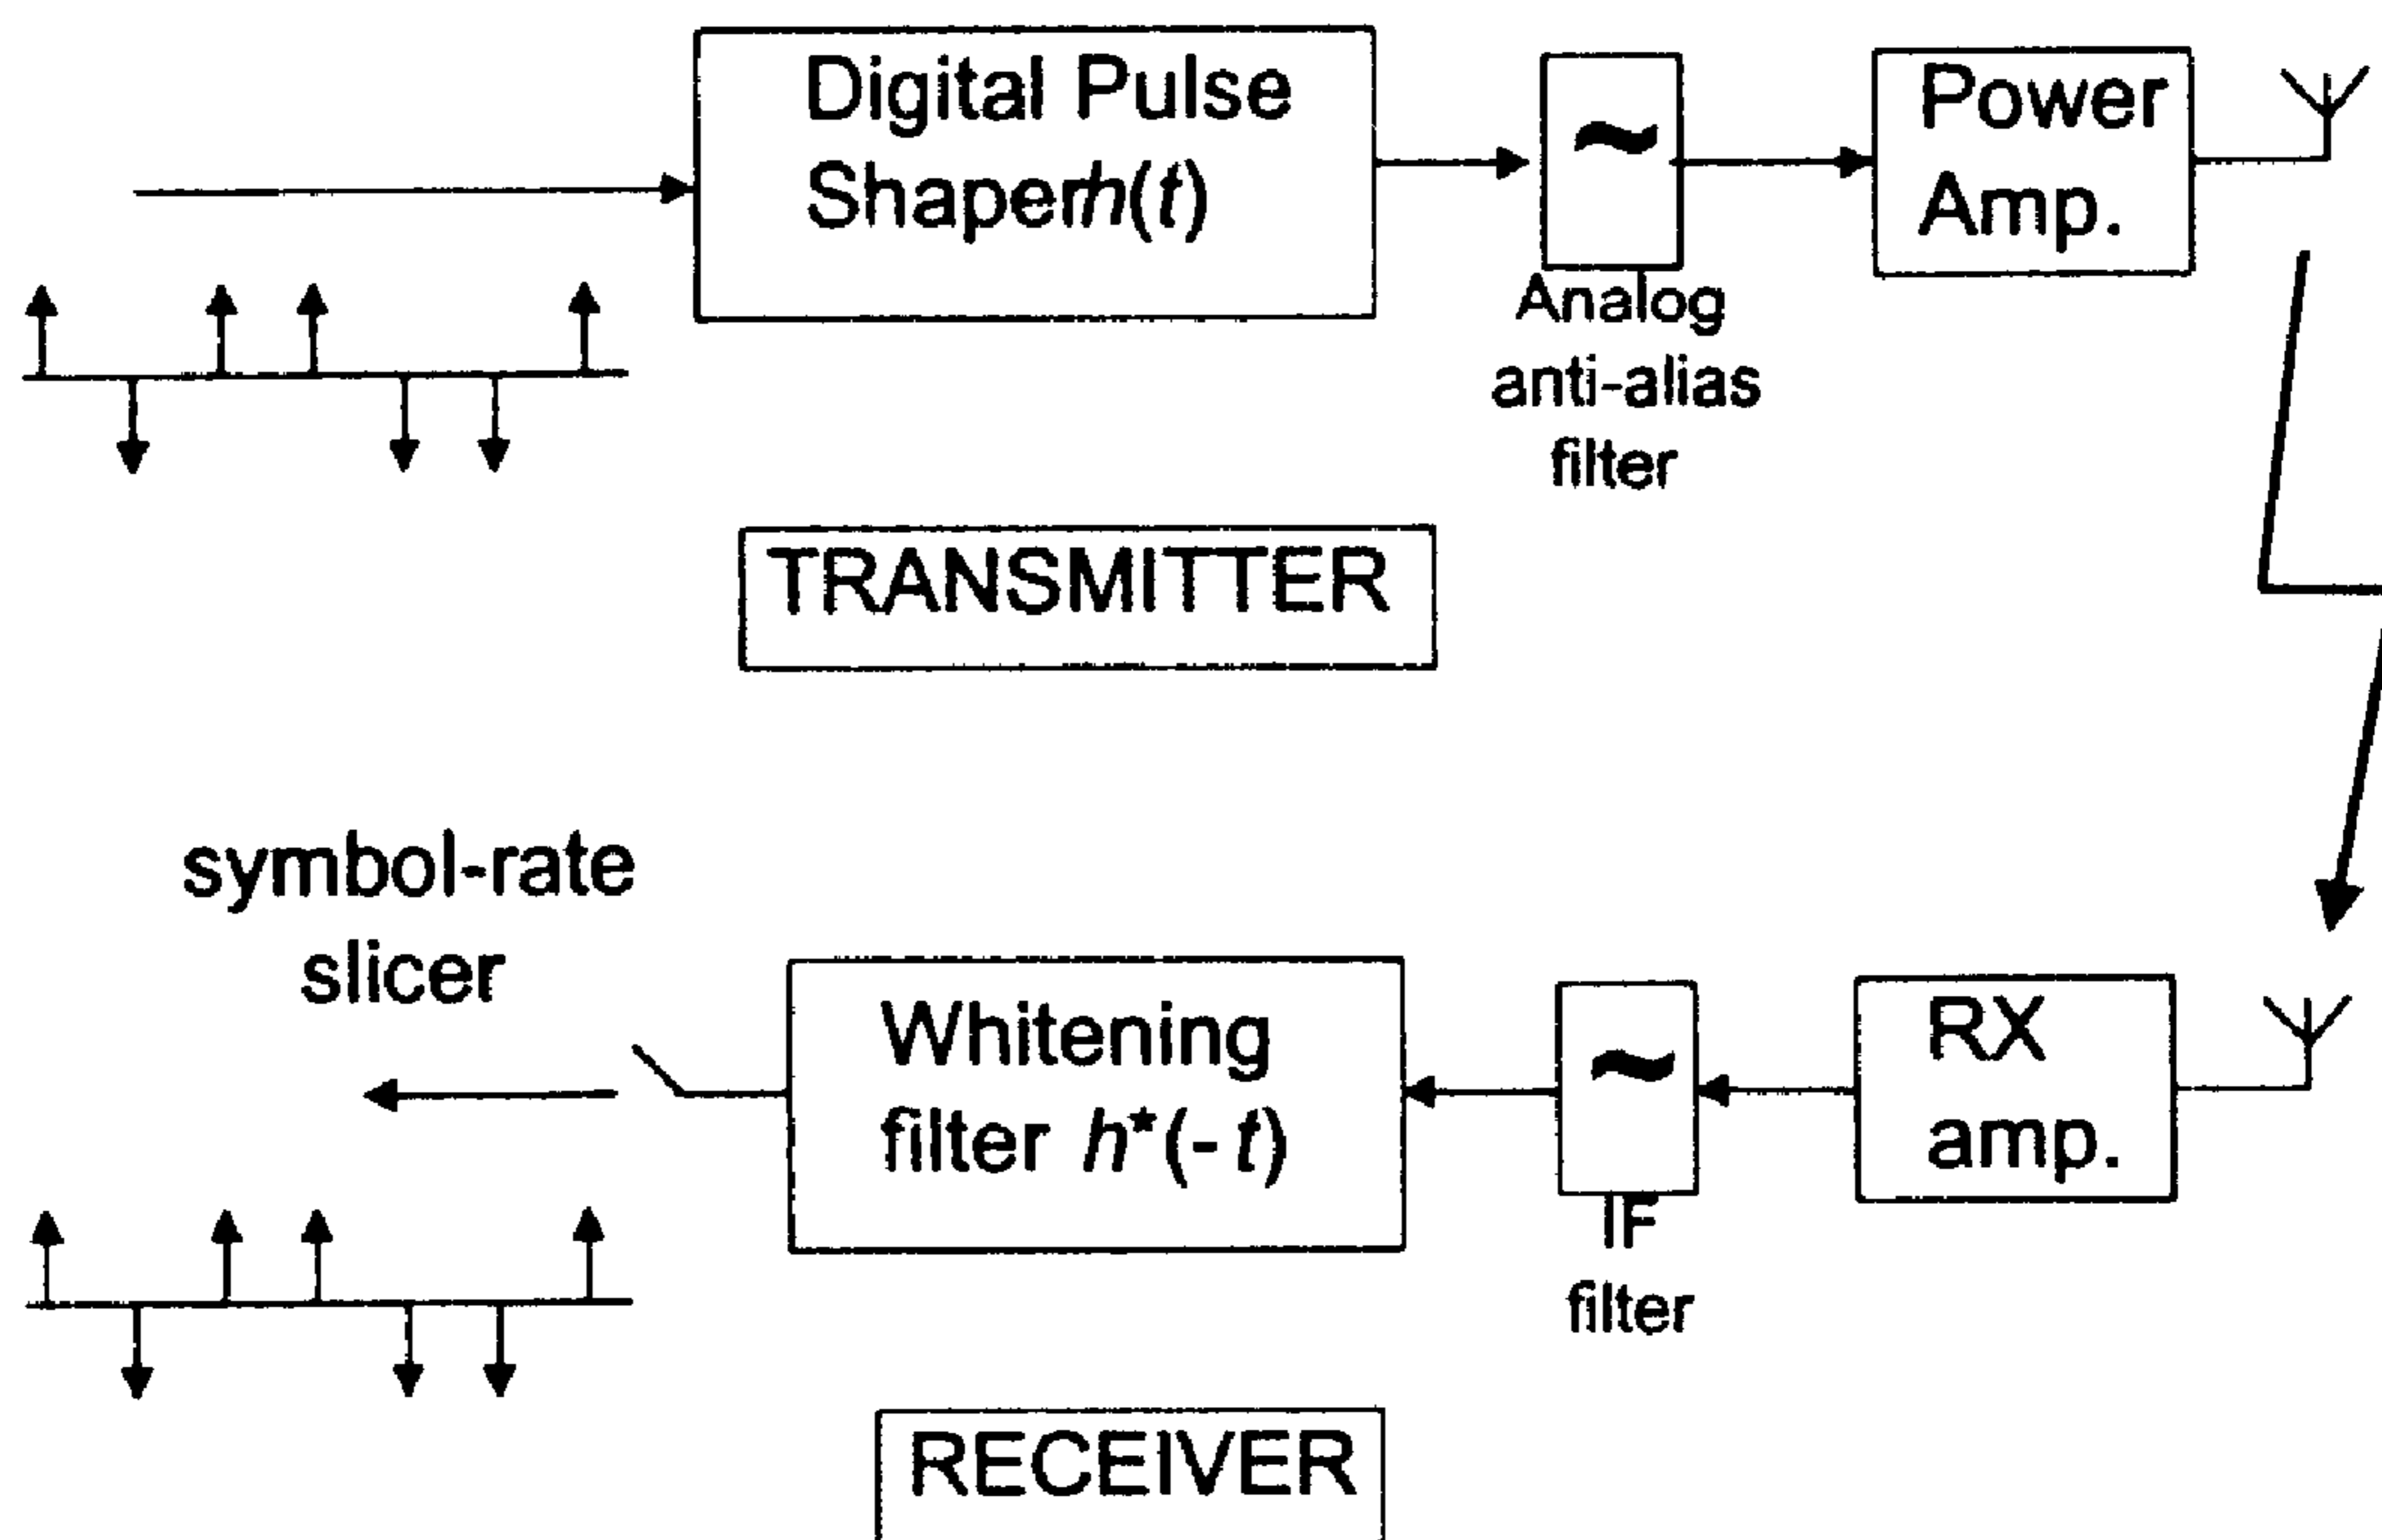 Digital Pulse
Shaperh(t)
~
Analog
anti-alias
filter
Power
Amp.
TRANSMITTER
symbol-rate
slicer
Whitening
filter h*(- t)
~
IF
filter
RX
amp.
RECEIVER